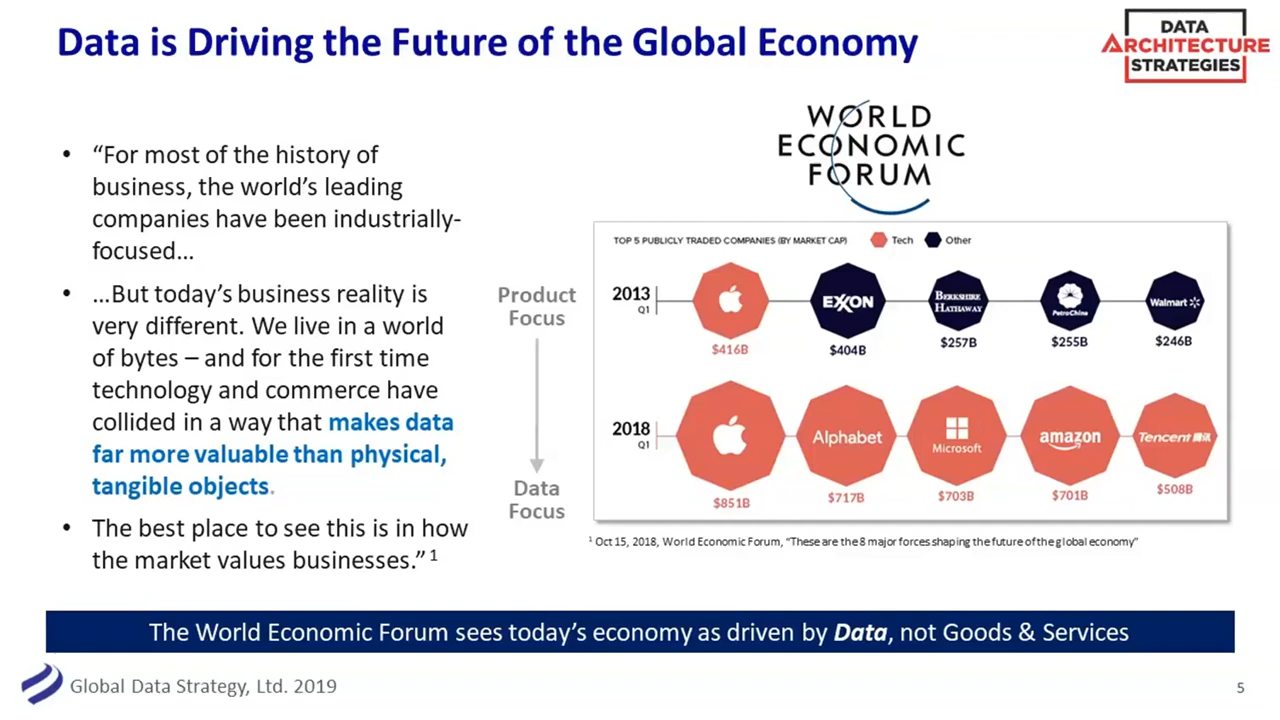 Data is Driving the Future of the Global Economy
DATA
ARCHITECTURE
STRATEGIES
WORLD
ECONOMIC
FORUM
• “For most of the history of
business, the world’s leading
companies have been industrially-
focused…
• …But today’s business reality is
very different. We live in a world
of bytes – and for the first time
technology and commerce have
collided in a way that makes data
far more valuable than physical,
tangible objects.
• The best place to see this is in how
the market values businesses.” 1
Product
Focus
Data
Focus
TOP 5 PUBLICLY TRADED COMPANIES (BY MARKET CAP) Tech Other
2013
Q1
EXXON
BERKSHIRE
HATHAWAY
PetroChina
Walmart
$416B $404B $257B $255B $246B
2018
Q1
Alphabet
Microsoft
amazon
Tencent 腾讯
$851B $717B $703B $701B $508B
1 Oct 15, 2018, World Economic Forum, “These are the 8 major forces shaping the future of the global economy”
The World Economic Forum sees today’s economy as driven by Data, not Goods & Services
Global Data Strategy, Ltd. 2019
5